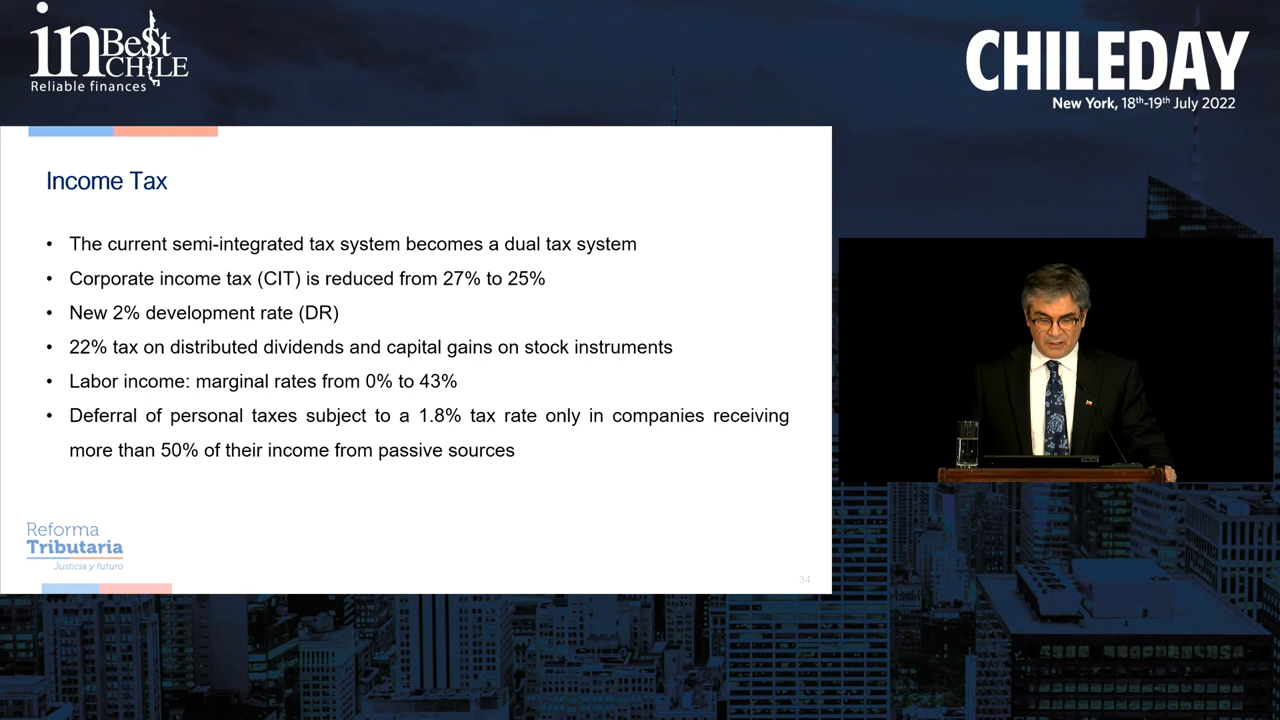 inBe$t
CHILE
Reliable finances
CHILEDAY
New York, 18th-19th July 2022
Income Tax
• The current semi-integrated tax system becomes a dual tax system
• Corporate income tax (CIT) is reduced from 27% to 25%
• New 2% development rate (DR)
• 22% tax on distributed dividends and capital gains on stock instruments
• Labor income: marginal rates from 0% to 43%
• Deferral of personal taxes subject to a 1.8% tax rate only in companies receiving
more than 50% of their income from passive sources
Reforma
Tributaria
Justicia y futuro
34